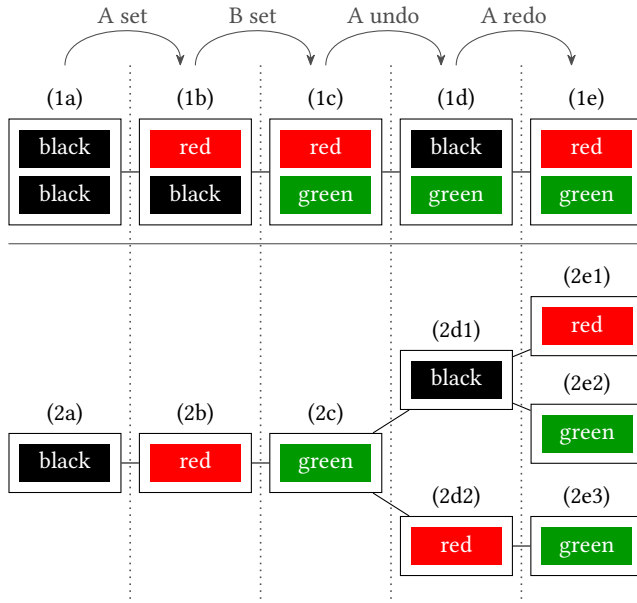 A set B set A undo A redo
(1a) (1b) (1c) (1d) (1e)
black red red black red
black black green green green
(2e1)
red
(2d1)
black
(2e2)
green
(2a) (2b) (2c)
black red green
(2d2) (2e3)
red green